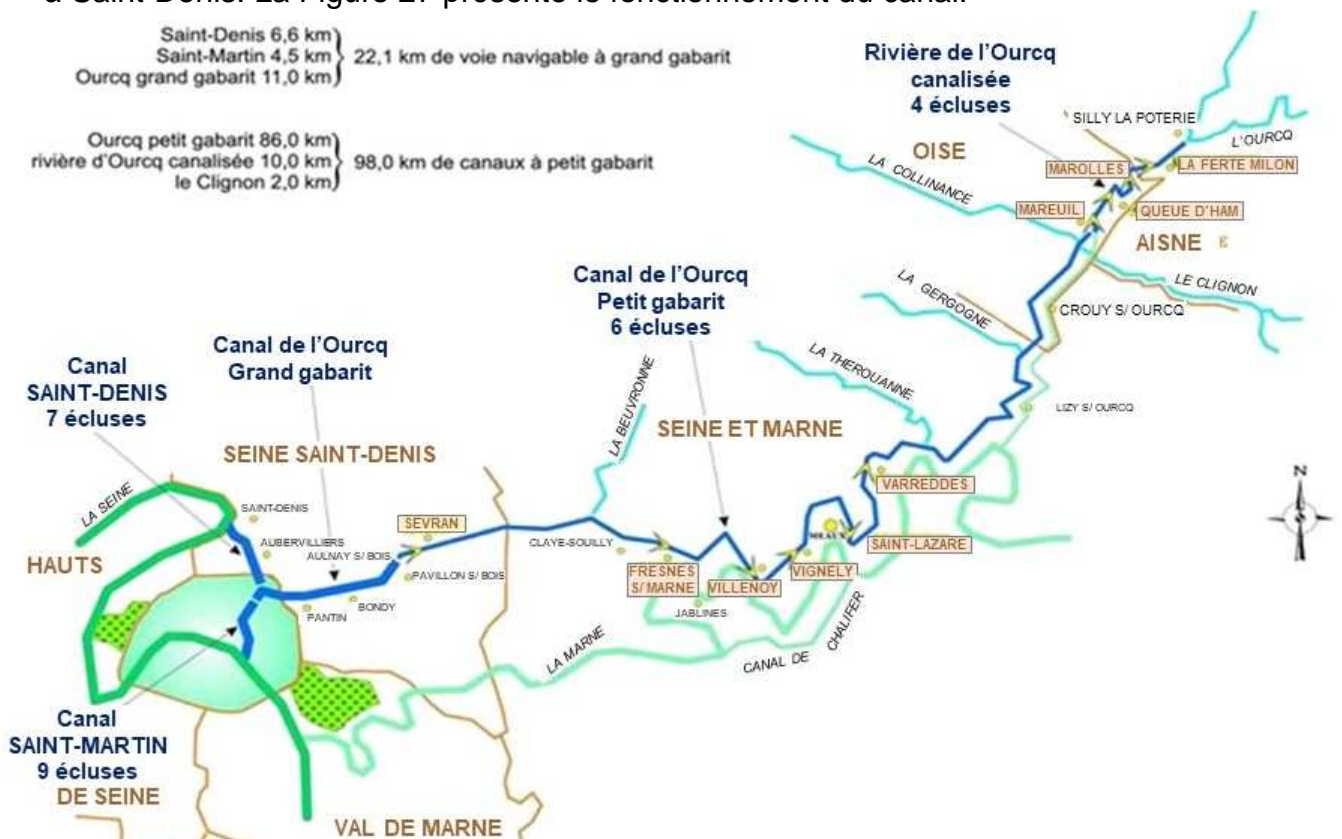 à Saint-Denis. La Figure 27 présente le fonctionnement du canal.
Saint-Denis 6,6 km
Saint-Martin 4,5 km
Ourcq grand gabarit 11,0 km
22,1 km de voie navigable à grand gabarit
Ourcq petit gabarit 86,0 km
rivière d'Ourcq canalisée 10,0 km
le Clignon 2,0 km
98,0 km de canaux à petit gabarit
Rivière de l'Ourcq
canalisée
4 écluses
SILLY LA POTERIE
L'OURCQ
OISE
LA COLLINANCE
MAROLLES
LA FERTE MILON
MAREUIL
QUEUE D'HAM
AISNE
LE CLIGNON
LA GERGOGNE
CROUY S/ OURCQ
Canal de l'Ourcq
Petit gabarit
6 écluses
Canal de l'Ourcq
Grand gabarit
Canal
SAINT-DENIS
7 écluses
LA THEROUANNE
LA BEUVRONNE
LIZY S/ OURCQ
SEINE SAINT-DENIS
SEINE ET MARNE
VARREDDES
LA SEINE
SAINT-DENIS
SEVRAN
N
AUBERVILLIERS
AULNAY S/ BOIS
CLAYE-SOUILLY
MEAUX
SAINT-LAZARE
HAUTS
PAVILLON S/ BOIS
FRESNES
S/ MARNE
VILLENOY
VIGNELY
BONDY
PANTIN
JABLINES
LA MARNE
CANAL DE
CHALIFER
Canal
SAINT-MARTIN
9 écluses
DE SEINE
VAL DE MARNE